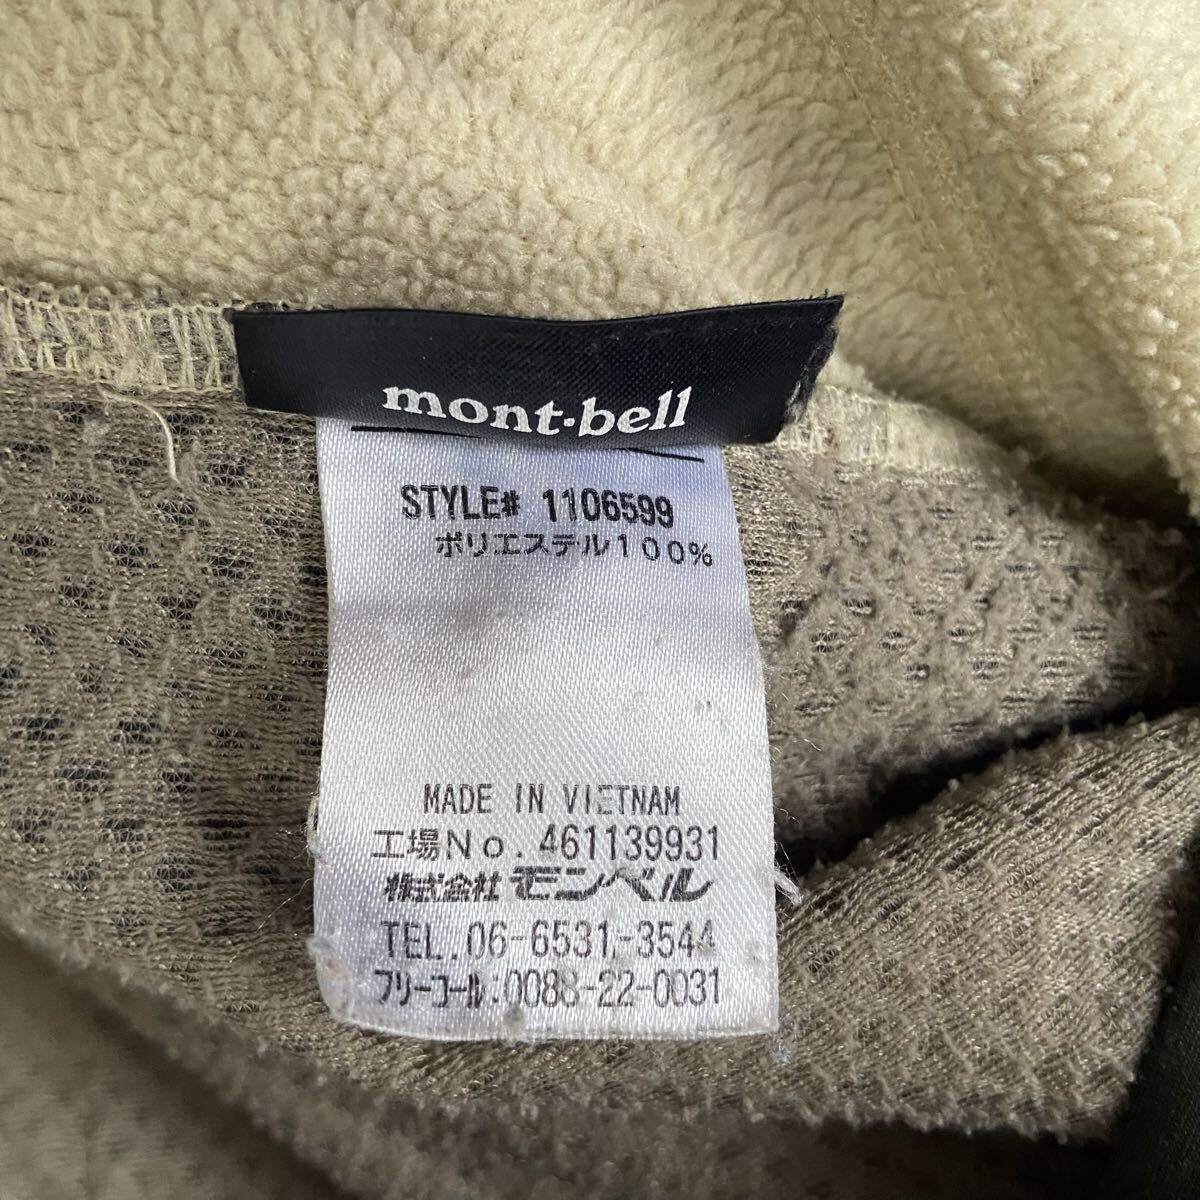 mont-bell
STYLE# 1106599
ポリエステル100%
MADE IN VIETNAM
工場No. 461139931
株式会社 モンベル
TEL. 06-6531-3544
フリーコール:0088-22-0031